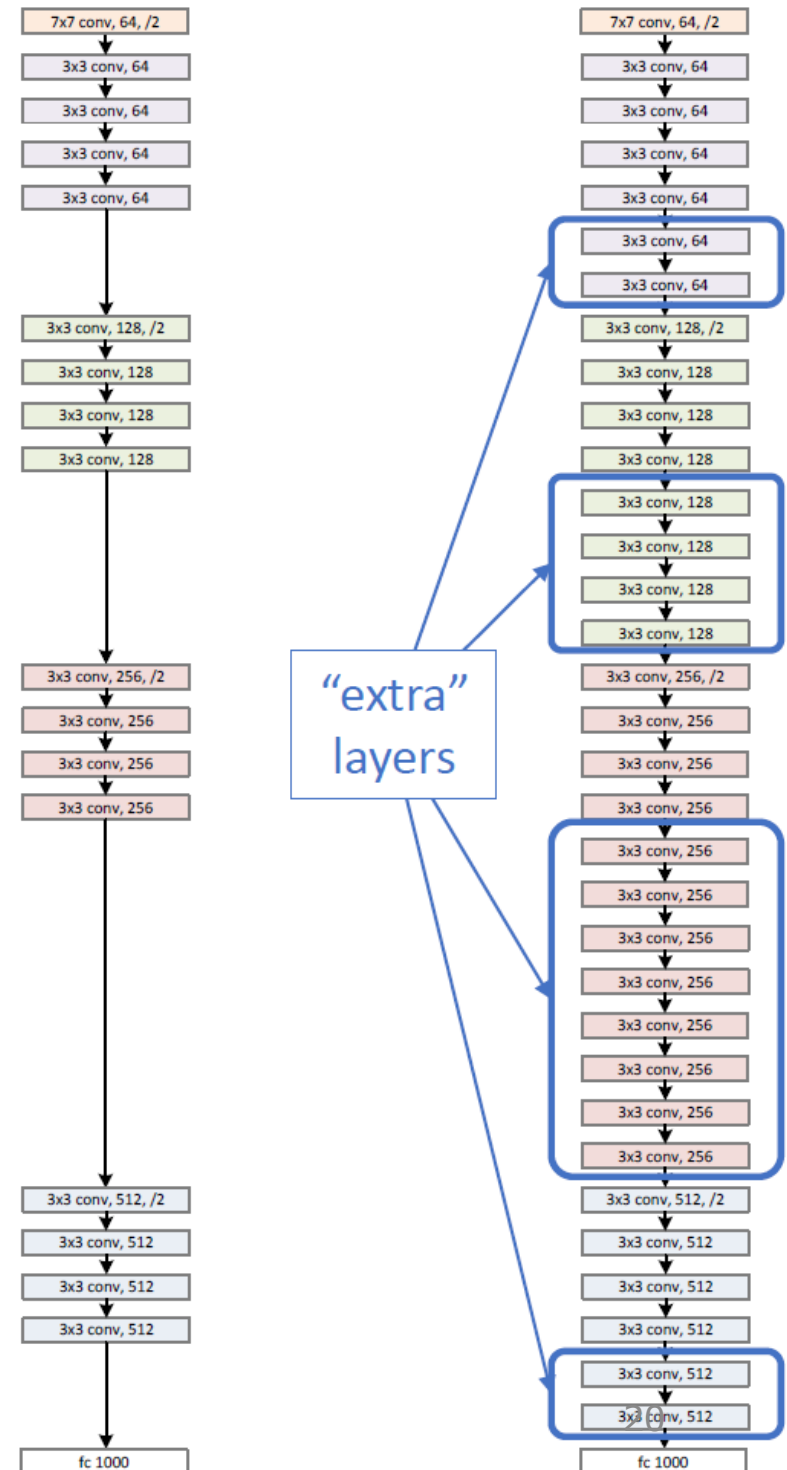 7x7 conv, 64, /2
3x3 conv, 64
3x3 conv, 64
3x3 conv, 64
3x3 conv, 64
3x3 conv, 128, /2
3x3 conv, 128
3x3 conv, 128
3x3 conv, 128
3x3 conv, 256, /2
3x3 conv, 256
3x3 conv, 256
3x3 conv, 256
3x3 conv, 512, /2
3x3 conv, 512
3x3 conv, 512
3x3 conv, 512
fc 1000
“extra”
layers
7x7 conv, 64, /2
3x3 conv, 64
3x3 conv, 64
3x3 conv, 64
3x3 conv, 64
3x3 conv, 64
3x3 conv, 64
3x3 conv, 128, /2
3x3 conv, 128
3x3 conv, 128
3x3 conv, 128
3x3 conv, 128
3x3 conv, 128
3x3 conv, 128
3x3 conv, 128
3x3 conv, 256, /2
3x3 conv, 256
3x3 conv, 256
3x3 conv, 256
3x3 conv, 256
3x3 conv, 256
3x3 conv, 256
3x3 conv, 256
3x3 conv, 256
3x3 conv, 256
3x3 conv, 256
3x3 conv, 256
3x3 conv, 512, /2
3x3 conv, 512
3x3 conv, 512
3x3 conv, 512
3x3 conv, 512
3x3 conv, 512
20
fc 1000